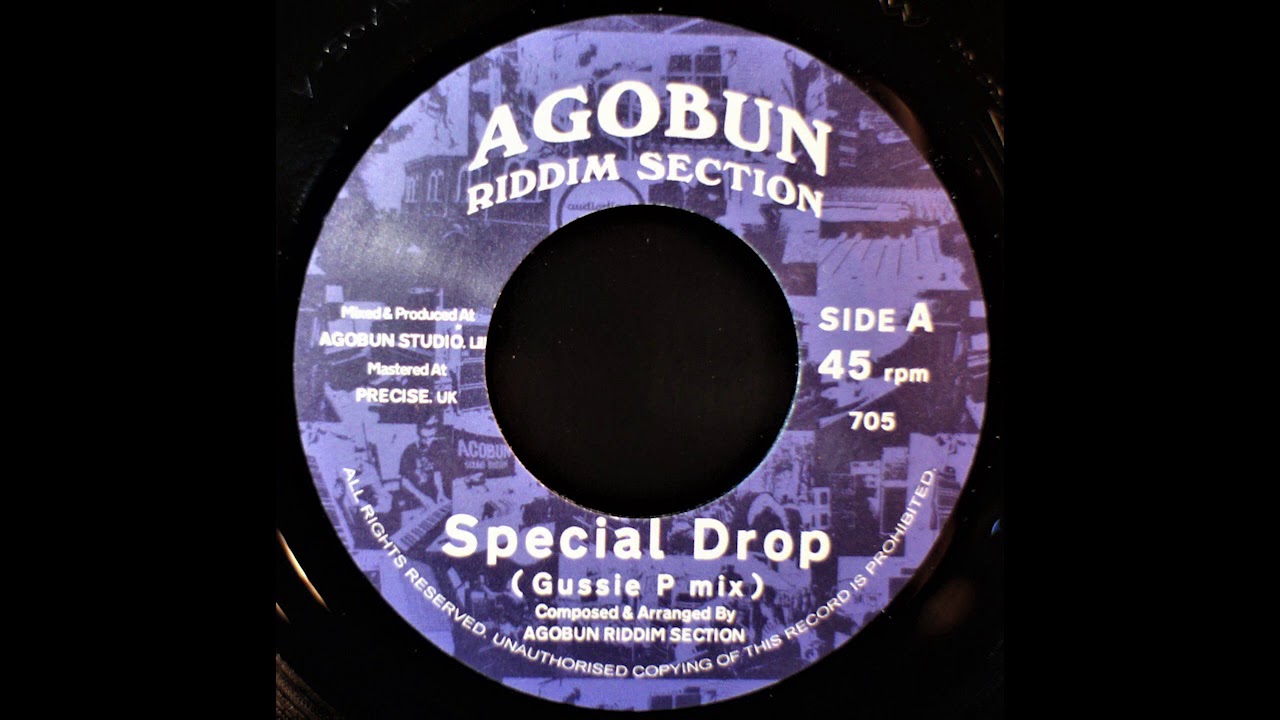 AGOBUN
RIDDIM SECTION
Mixed & Produced At
AGOBUN STUDIO.
Mastered At
PRECISE. UK
SIDE A
45 rpm
705
AGOBUN
Special Drop
(Gussie P mix)
Composed & Arranged By
AGOBUN RIDDIM SECTION
ALL RIGHTS RESERVED. UNAUTHORISED COPYING OF THIS RECORD IS PROHIBITED.